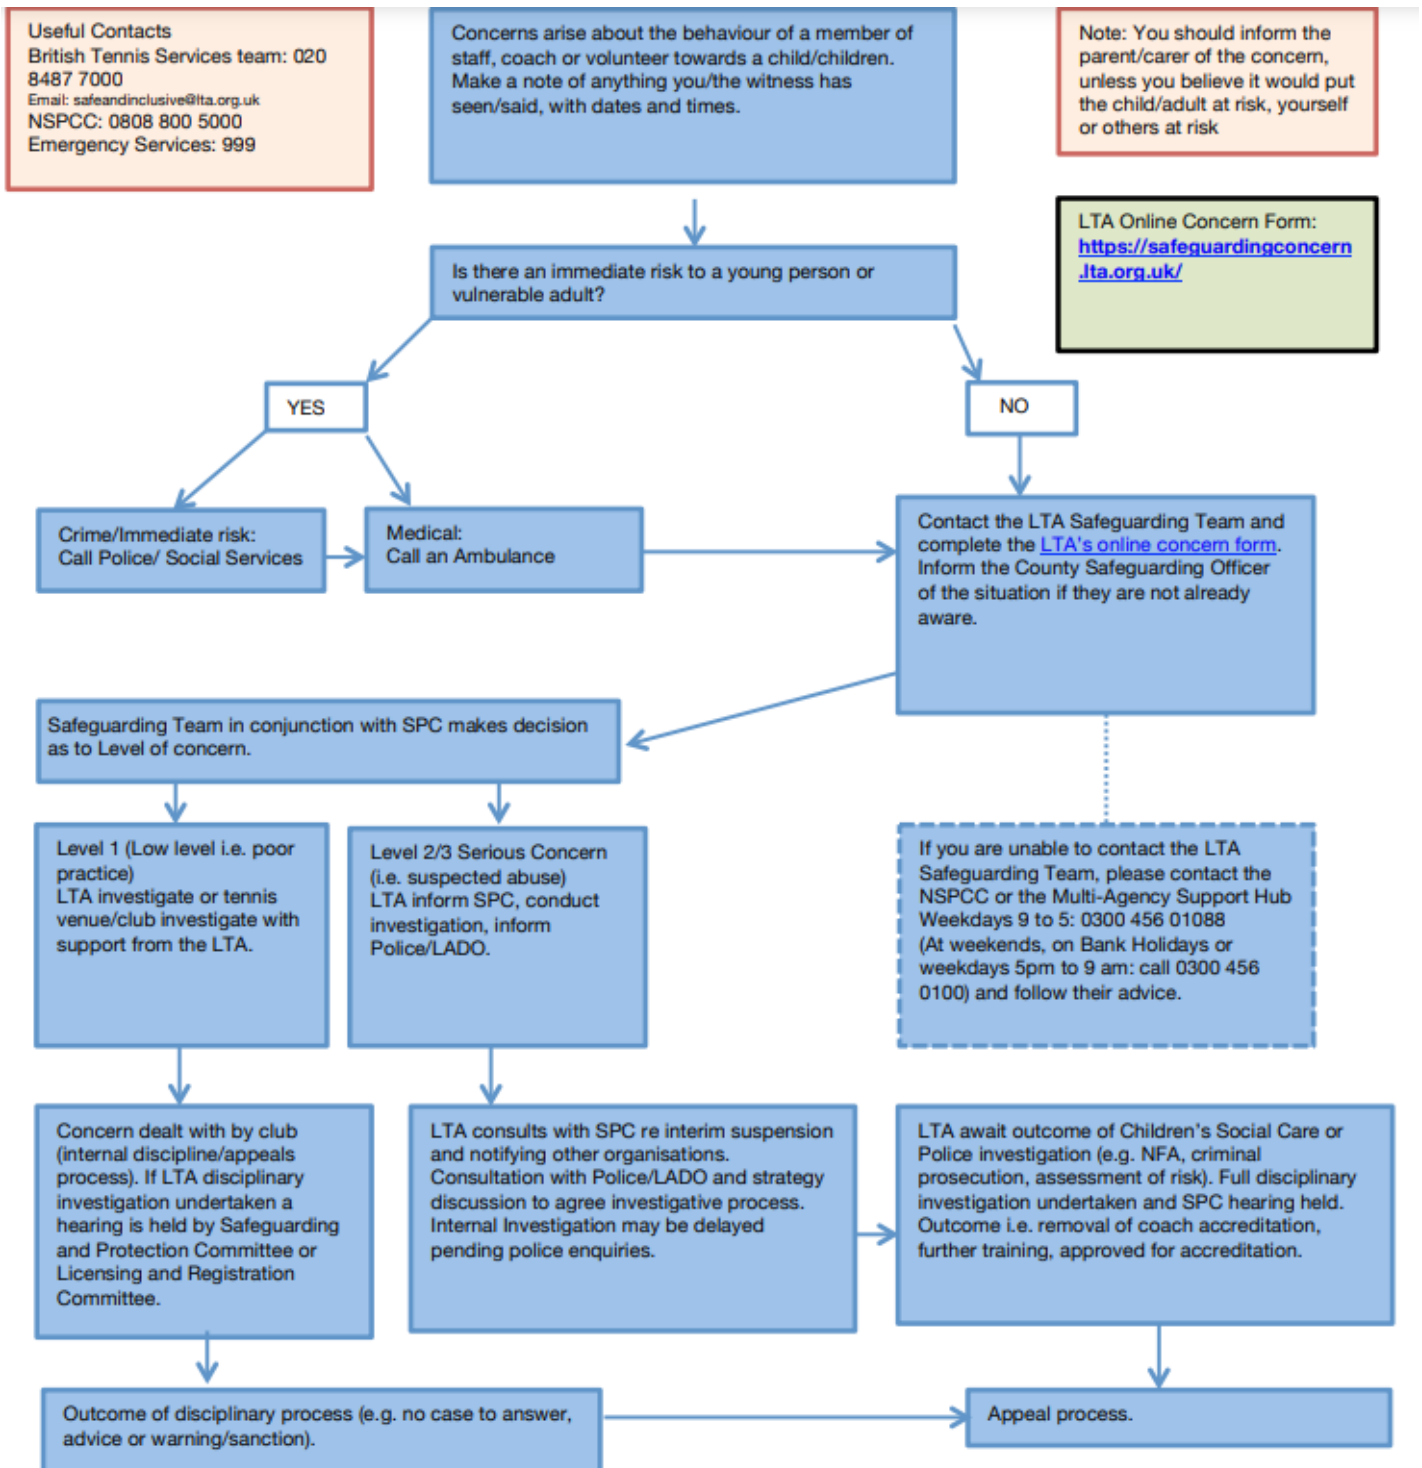 Useful Contacts
British Tennis Services team: 020
8487 7000
Email: safeandinclusive@lta.org.uk
NSPCC: 0808 800 5000
Emergency Services: 999
Concerns arise about the behaviour of a member of
staff, coach or volunteer towards a child/children.
Make a note of anything you/the witness has
seen/said, with dates and times.
Note: You should inform the
parent/carer of the concern,
unless you believe it would put
the child/adult at risk, yourself
or others at risk
LTA Online Concern Form:
https://safeguardingconcern
.lta.org.uk/
Is there an immediate risk to a young person or
vulnerable adult?
YES
NO
Crime/Immediate risk:
Call Police/ Social Services
Medical:
Call an Ambulance
Contact the LTA Safeguarding Team and
complete the LTA's online concern form.
Inform the County Safeguarding Officer
of the situation if they are not already
aware.
Safeguarding Team in conjunction with SPC makes decision
as to Level of concern.
Level 1 (Low level i.e. poor
practice)
LTA investigate or tennis
venue/club investigate with
support from the LTA.
Level 2/3 Serious Concern
(i.e. suspected abuse)
LTA inform SPC, conduct
investigation, inform
Police/LADO.
If you are unable to contact the LTA
Safeguarding Team, please contact the
NSPCC or the Multi-Agency Support Hub
Weekdays 9 to 5: 0300 456 01088
(At weekends, on Bank Holidays or
weekdays 5pm to 9 am: call 0300 456
0100) and follow their advice.
Concern dealt with by club
(internal discipline/appeals
process). If LTA disciplinary
investigation undertaken a
hearing is held by Safeguarding
and Protection Committee or
Licensing and Registration
Committee.
LTA consults with SPC re interim suspension
and notifying other organisations.
Consultation with Police/LADO and strategy
discussion to agree investigative process.
Internal Investigation may be delayed
pending police enquiries.
LTA await outcome of Children's Social Care or
Police investigation (e.g. NFA, criminal
prosecution, assessment of risk). Full disciplinary
investigation undertaken and SPC hearing held.
Outcome i.e. removal of coach accreditation,
further training, approved for accreditation.
Outcome of disciplinary process (e.g. no case to answer,
advice or warning/sanction).
Appeal process.